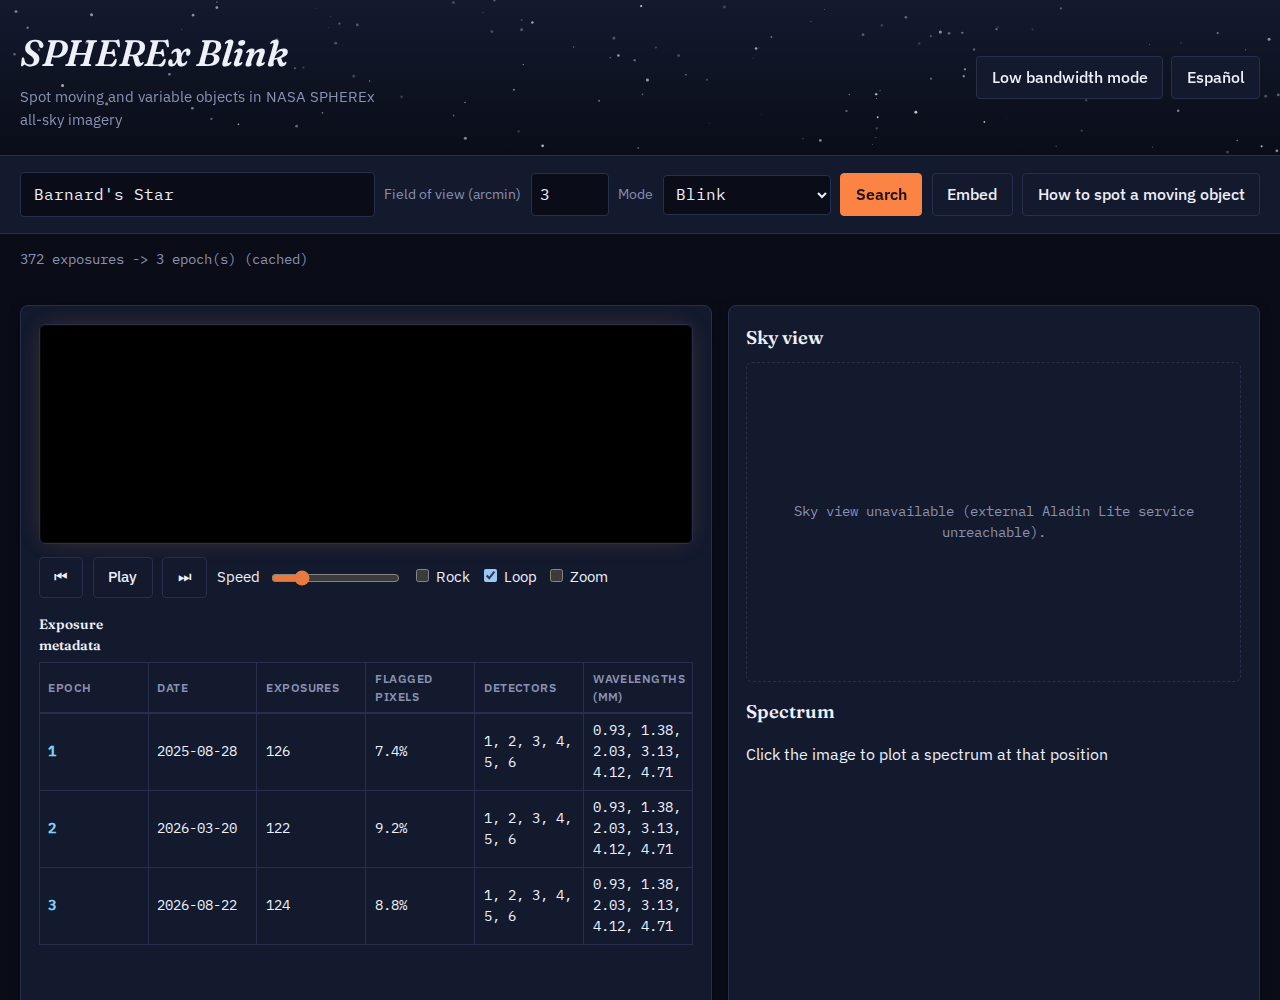 SPHEREx Blink
Spot moving and variable objects in NASA SPHEREx
all-sky imagery
Low bandwidth mode
Español
Barnard's Star
Field of view (arcmin)
3
Mode
Blink
Search
Embed
How to spot a moving object
372 exposures -> 3 epoch(s) (cached)
Play
Speed
Rock
Loop
Zoom
Exposure
metadata
EPOCH DATE EXPOSURES FLAGGED PIXELS DETECTORS WAVELENGTHS (MM)
1 2025-08-28 126 7.4% 1, 2, 3, 4, 5, 6 0.93, 1.38, 2.03, 3.13, 4.12, 4.71
2 2026-03-20 122 9.2% 1, 2, 3, 4, 5, 6 0.93, 1.38, 2.03, 3.13, 4.12, 4.71
3 2026-08-22 124 8.8% 1, 2, 3, 4, 5, 6 0.93, 1.38, 2.03, 3.13, 4.12, 4.71
Sky view
Sky view unavailable (external Aladin Lite service
unreachable).
Spectrum
Click the image to plot a spectrum at that position